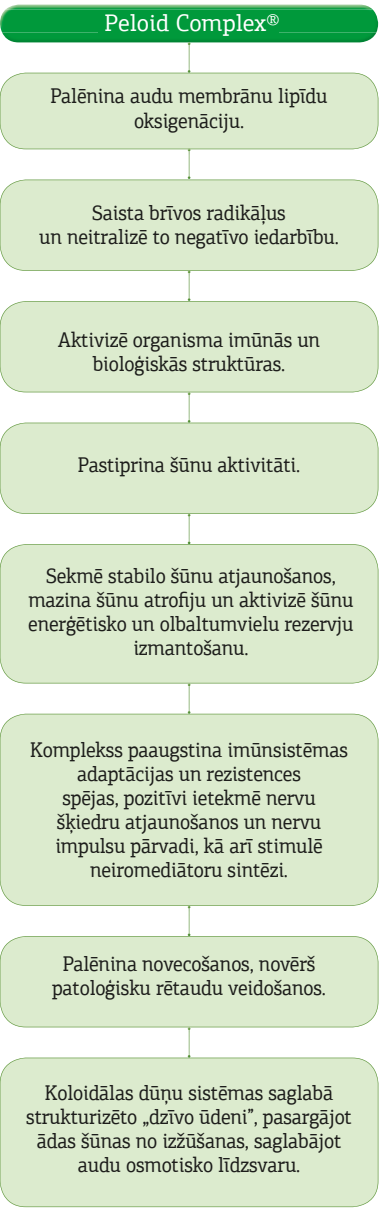 Peloid Complex®
Palēnina audu membrānu lipīdu
oksigenāciju.
Saista brīvos radikāļus
un neitralizē to negatīvo iedarbību.
Aktivizē organisma imūnās un
bioloģiskās struktūras.
Pastiprina šūnu aktivitāti.
Sekmē stabilo šūnu atjaunošanos,
mazina šūnu atrofiju un aktivizē šūnu
enerģētisko un olbaltumvielu rezervju
izmantošanu.
Komplekss paaugstina imūnsistēmas
adaptācijas un rezistences
spējas, pozitīvi ietekmē nervu
šķiedru atjaunošanos un nervu
impulsu pārvadi, kā arī stimulē
neiromediātoru sintēzi.
Palēnina novecošanos, novērš
patoloģisku rētaudu veidošanos.
Koloidālas dūņu sistēmas saglabā
strukturizēto „dzīvo ūdeni”, pasargājot
ādas šūnas no izžūšanas, saglabājot
audu osmotisko līdzsvaru.